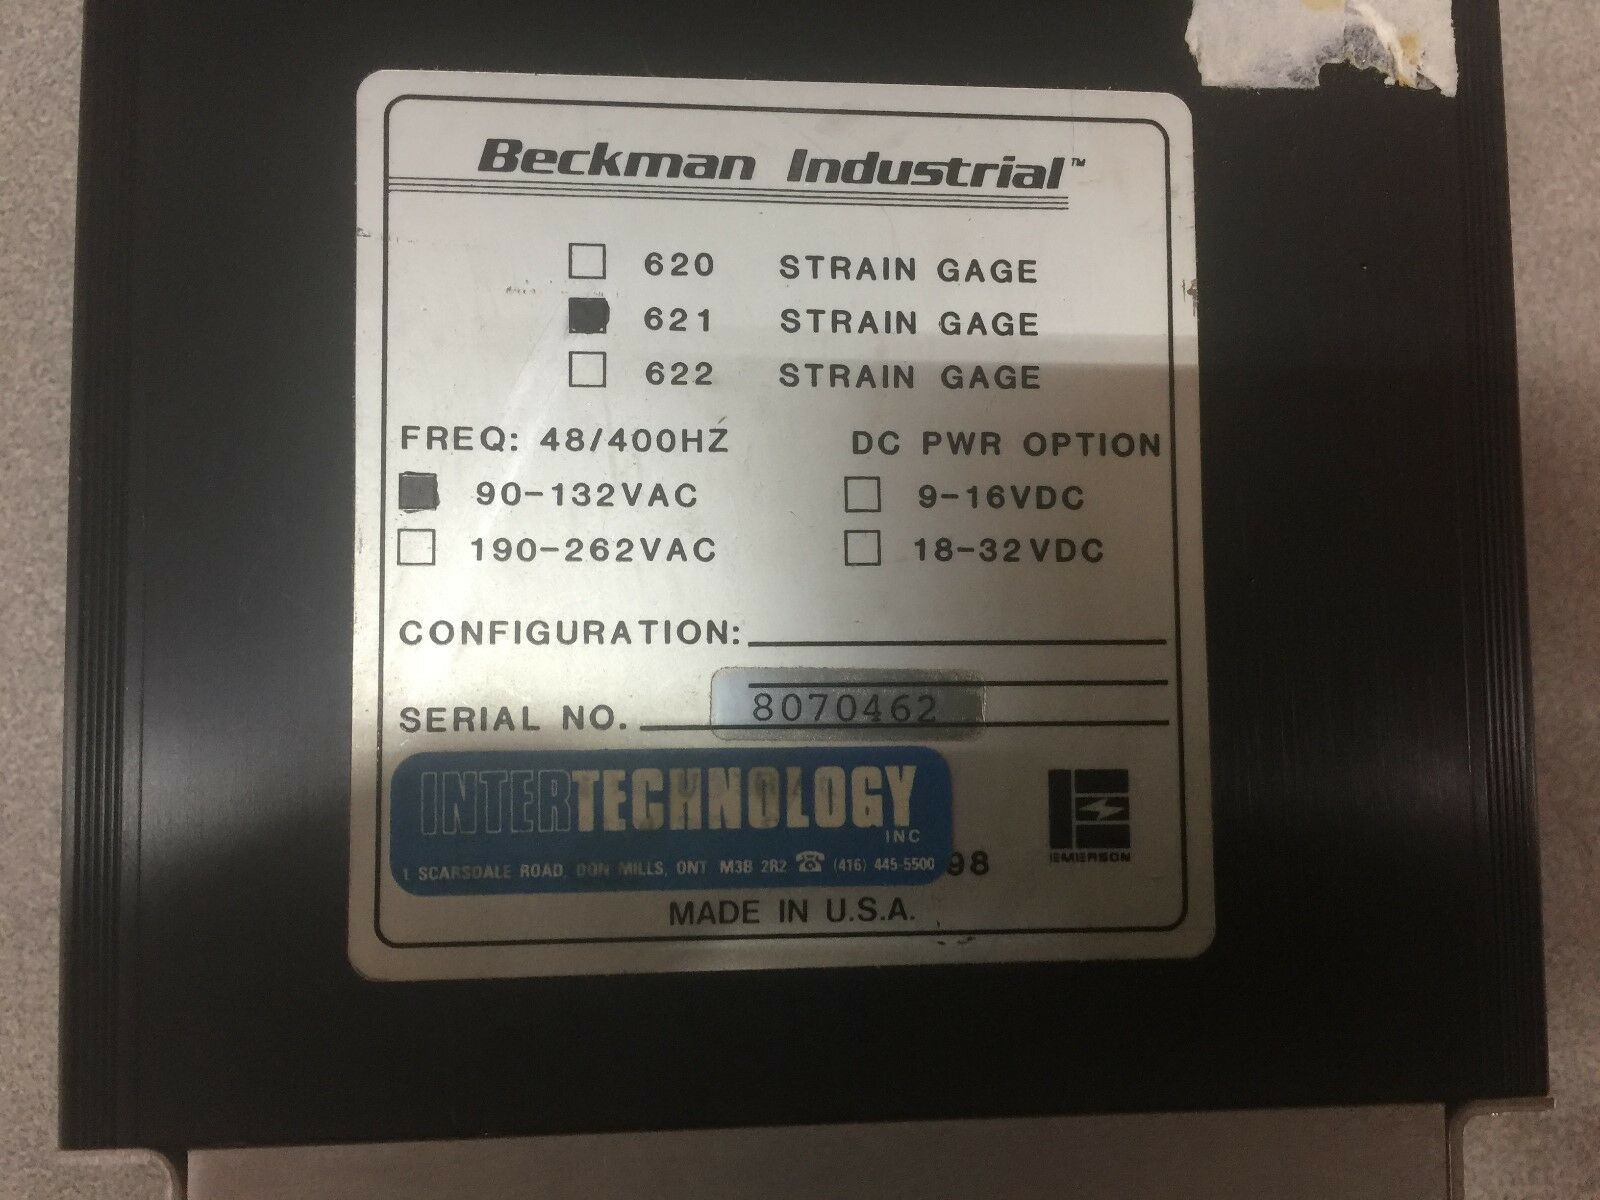 Beckman Industrial™
620 STRAIN GAGE
621 STRAIN GAGE
622 STRAIN GAGE
FREQ: 48/400HZ DC PWR OPTION
90-132VAC 9-16VDC
190-262VAC 18-32VDC
CONFIGURATION:
SERIAL NO. 8070462
INTERTECHNOLOGY
INC
1 SCARSDALE ROAD, DON MILLS, ONT M3B 2R2 ☎ (416) 445-5500
98
EMERSON
MADE IN U.S.A.